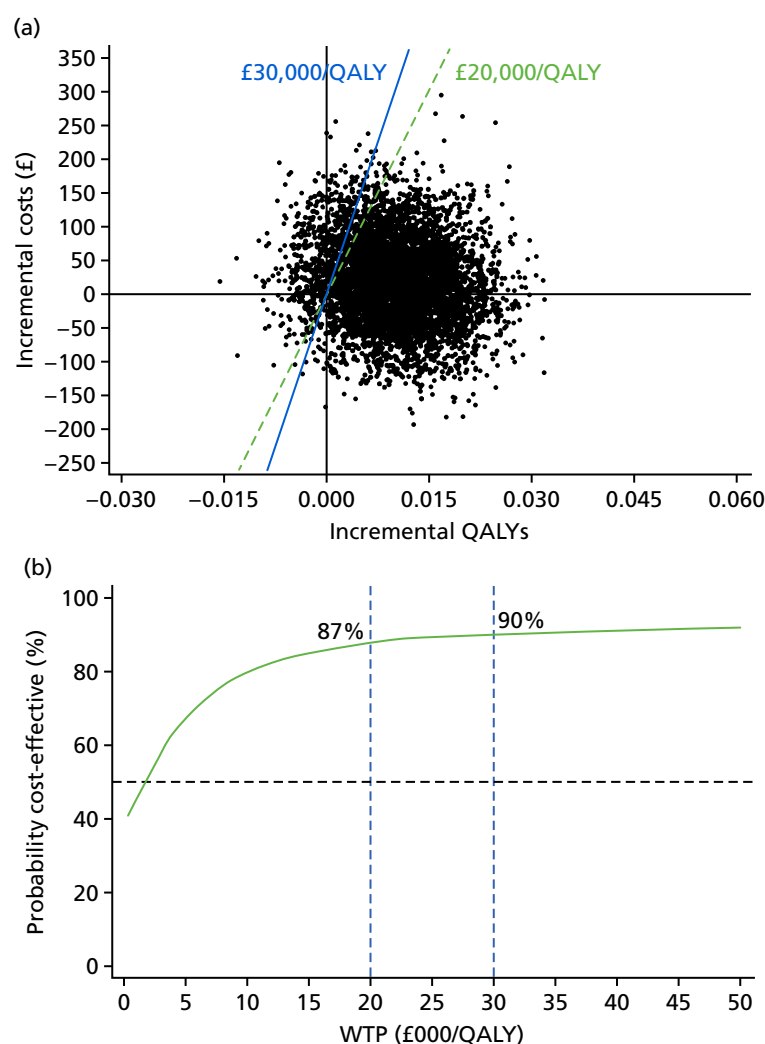 (a)
£30,000/QALY
£20,000/QALY
350
300
250
200
150
100
50
0
−50
−100
−150
−200
−250
Incremental costs (£)
−0.030 −0.015 0.000 0.015 0.030 0.045 0.060
Incremental QALYs
(b)
100
80
60
40
20
0
Probability cost-effective (%)
87%
90%
0 5 10 15 20 25 30 35 40 45 50
WTP (£000/QALY)